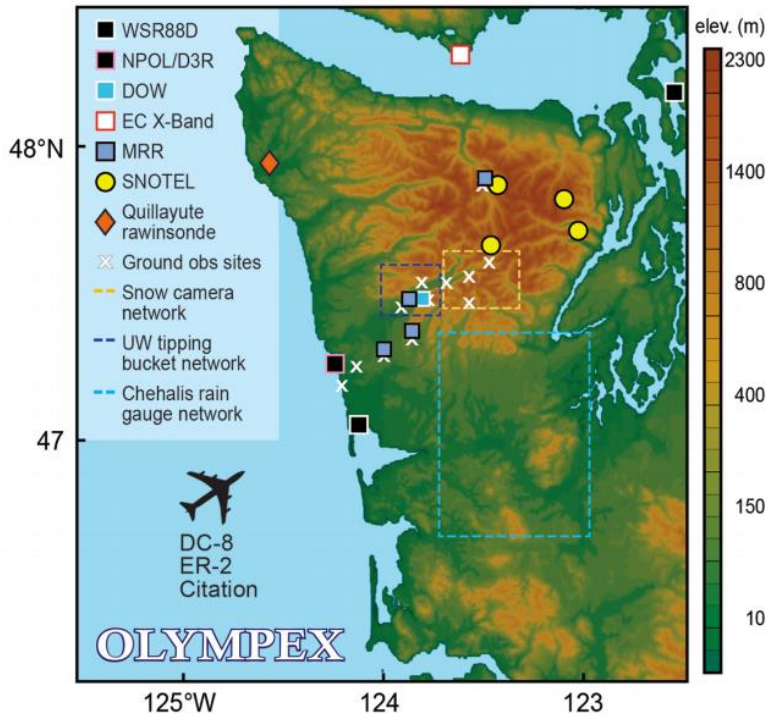 WSR88D
NPOL/D3R
DOW
EC X-Band
MRR
SNOTEL
Quillayute
rawinsonde
Ground obs sites
Snow camera
network
UW tipping
bucket network
Chehalis rain
gauge network
DC-8
ER-2
Citation
OLYMPEX
48°N
47
125°W
124
123
elev. (m)
2300
1400
800
400
150
10